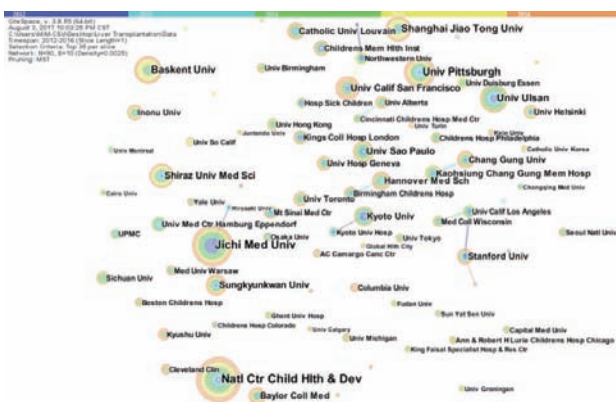 CiteSpace, v. 3.8.R5 (64-bit)
Timespan: 2012-2016 (Slice Length=1)
Selection Criteria: Top 30 per slice
Pruning: MST
2012
2014
Catholic Univ Louvain
Shanghai Jiao Tong Univ
Childrens Mem Hlth Inst
Northwestern Univ
Baskent Univ
Univ Birmingham
Univ Pittsburgh
Univ Duisburg Essen
Univ Calif San Francisco
Univ Ulsan
Hosp Sick Children
Univ Alberta
Inonu Univ
Univ Helsinki
Cincinnati Childrens Hosp Med Ctr
Univ Hong Kong
Univ Turin
Juntendo Univ
Kings Coll Hosp London
Childrens Hosp Philadelphia
Keio Univ
Univ So Calif
Univ Montreal
Univ Sao Paulo
Catholic Univ Korea
Chang Gung Univ
Univ Hosp Geneva
Shiraz Univ Med Sci
Kaohsiung Chang Gung Mem Hosp
Hannover Med Sch
Chongqing Med Univ
Cairo Univ
Birmingham Childrens Hosp
Yale Univ
Univ Toronto
Hirosaki Univ
Mt Sinai Med Ctr
Kyoto Univ
Univ Calif Los Angeles
Med Coll Wisconsin
Univ Med Ctr Hamburg Eppendorf
UPMC
Kyoto Univ Hosp
Seoul Natl Univ
Osaka Univ
Univ Tokyo
Jichi Med Univ
Global Hlth City
AC Camargo Canc Ctr
Stanford Univ
Med Univ Warsaw
Sichuan Univ
Sungkyunkwan Univ
Columbia Univ
Boston Childrens Hosp
Fudan Univ
Ghent Univ Hosp
Sun Yat Sen Univ
Childrens Hosp Colorado
Univ Calgary
Capital Med Univ
Kyushu Univ
Univ Michigan
Ann & Robert H Lurie Childrens Hosp Chicago
King Faisal Specialist Hosp & Res Ctr
Cleveland Clin
Natl Ctr Child Hlth & Dev
Univ Groningen
Baylor Coll Med